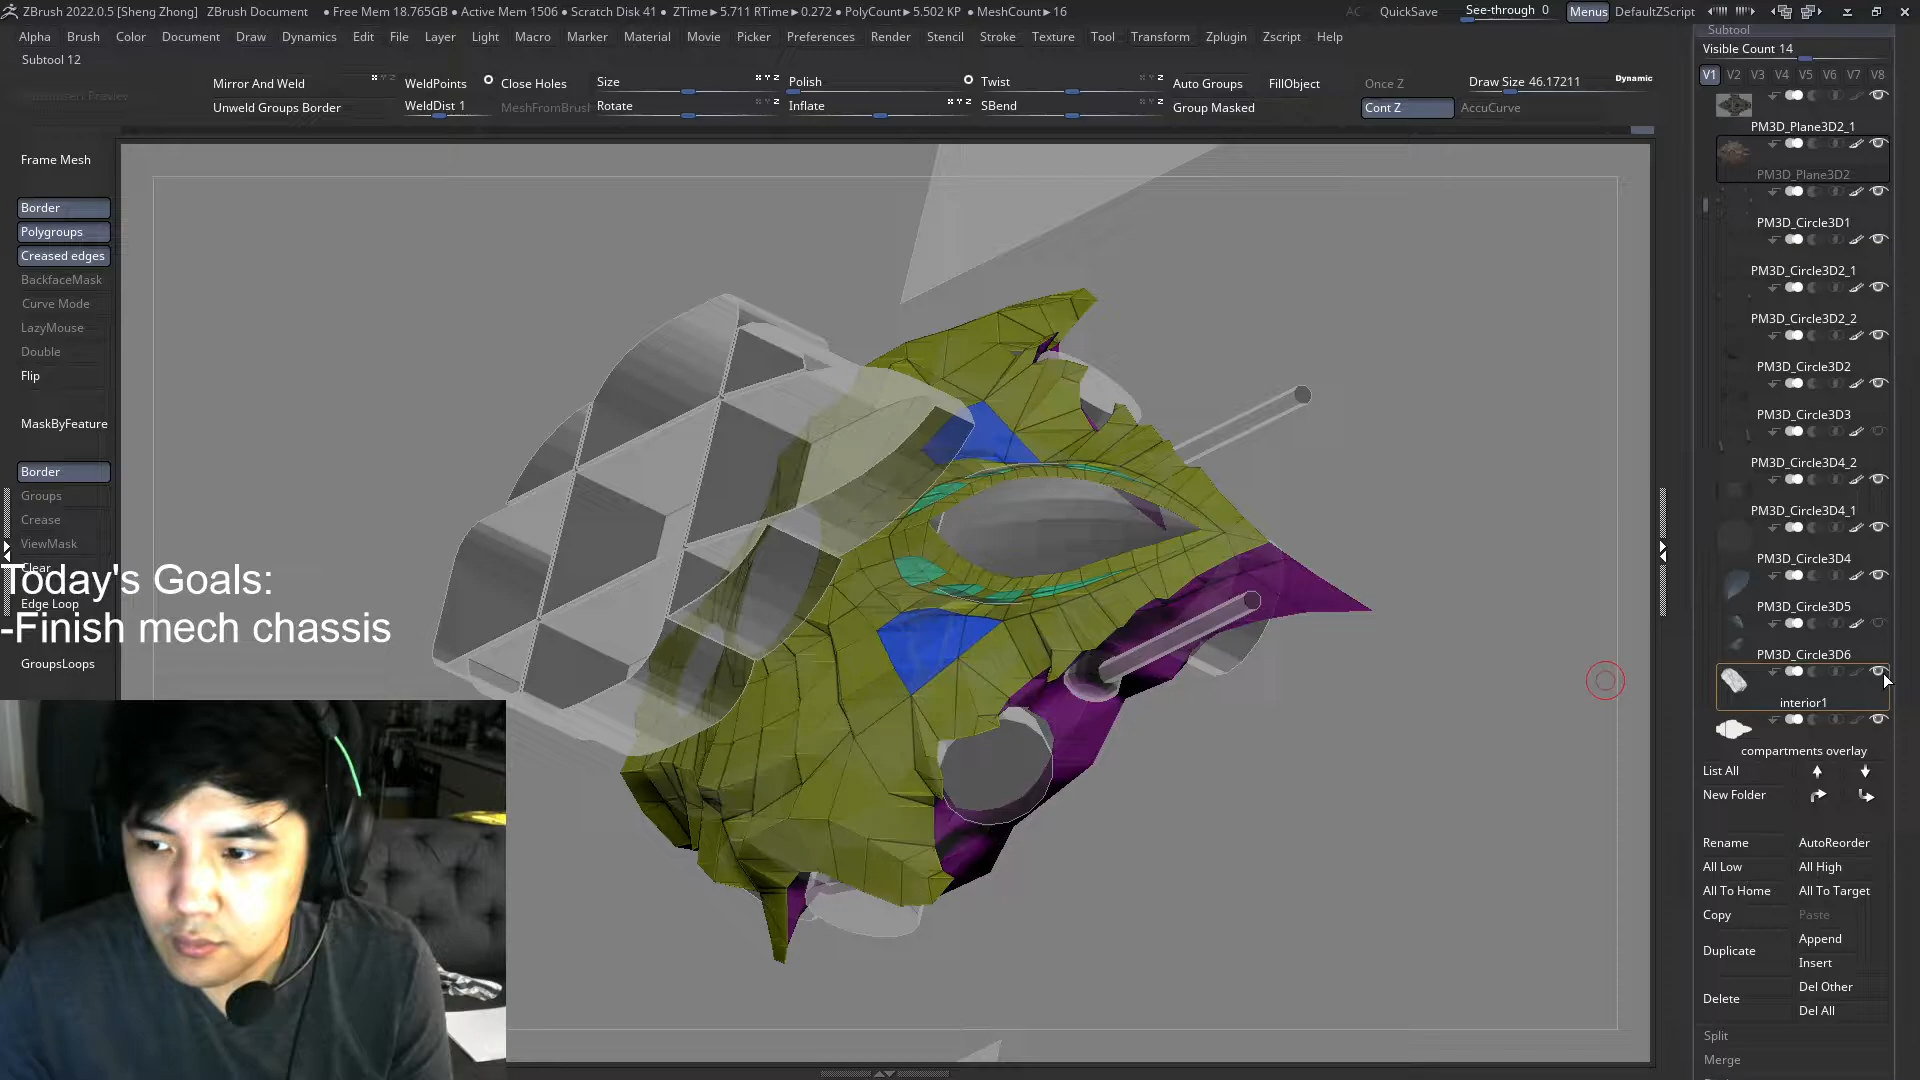 ZBrush 2022.0.5 [Sheng Zhong] ZBrush Document • Free Mem 18.765GB • Active Mem 1506 • Scratch Disk 41 • ZTime►5.711 RTime►0.272 • PolyCount►5.502 KP • MeshCount►16
AC QuickSave See-through 0 Menus DefaultZScript
Alpha Brush Color Document Draw Dynamics Edit File Layer Light Macro Marker Material Movie Picker Preferences Render Stencil Stroke Texture Tool Transform Zplugin Zscript Help
Subtool 12
Mirror And Weld
Unweld Groups Border
WeldPoints
WeldDist 1
Close Holes
MeshFromBrush
Size
Rotate
Polish
Inflate
Twist
SBend
Auto Groups
Group Masked
FillObject
Once Z
Cont Z
Draw Size 46.17211
Dynamic
AccuCurve
Frame Mesh
Border
Polygroups
Creased edges
BackfaceMask
Curve Mode
LazyMouse
Double
Flip
MaskByFeature
Border
Groups
Crease
ViewMask
Clear
Today's Goals:
Edge Loop
-Finish mech chassis
GroupsLoops
Subtool
Visible Count 14
V1 V2 V3 V4 V5 V6 V7 V8
PM3D_Plane3D2_1
PM3D_Plane3D2
PM3D_Circle3D1
PM3D_Circle3D2_1
PM3D_Circle3D2_2
PM3D_Circle3D2
PM3D_Circle3D3
PM3D_Circle3D4_2
PM3D_Circle3D4_1
PM3D_Circle3D4
PM3D_Circle3D5
PM3D_Circle3D6
interior1
compartments overlay
List All
New Folder
Rename AutoReorder
All Low All High
All To Home All To Target
Copy Paste
Duplicate Append
Insert
Delete Del Other
Del All
Split
Merge